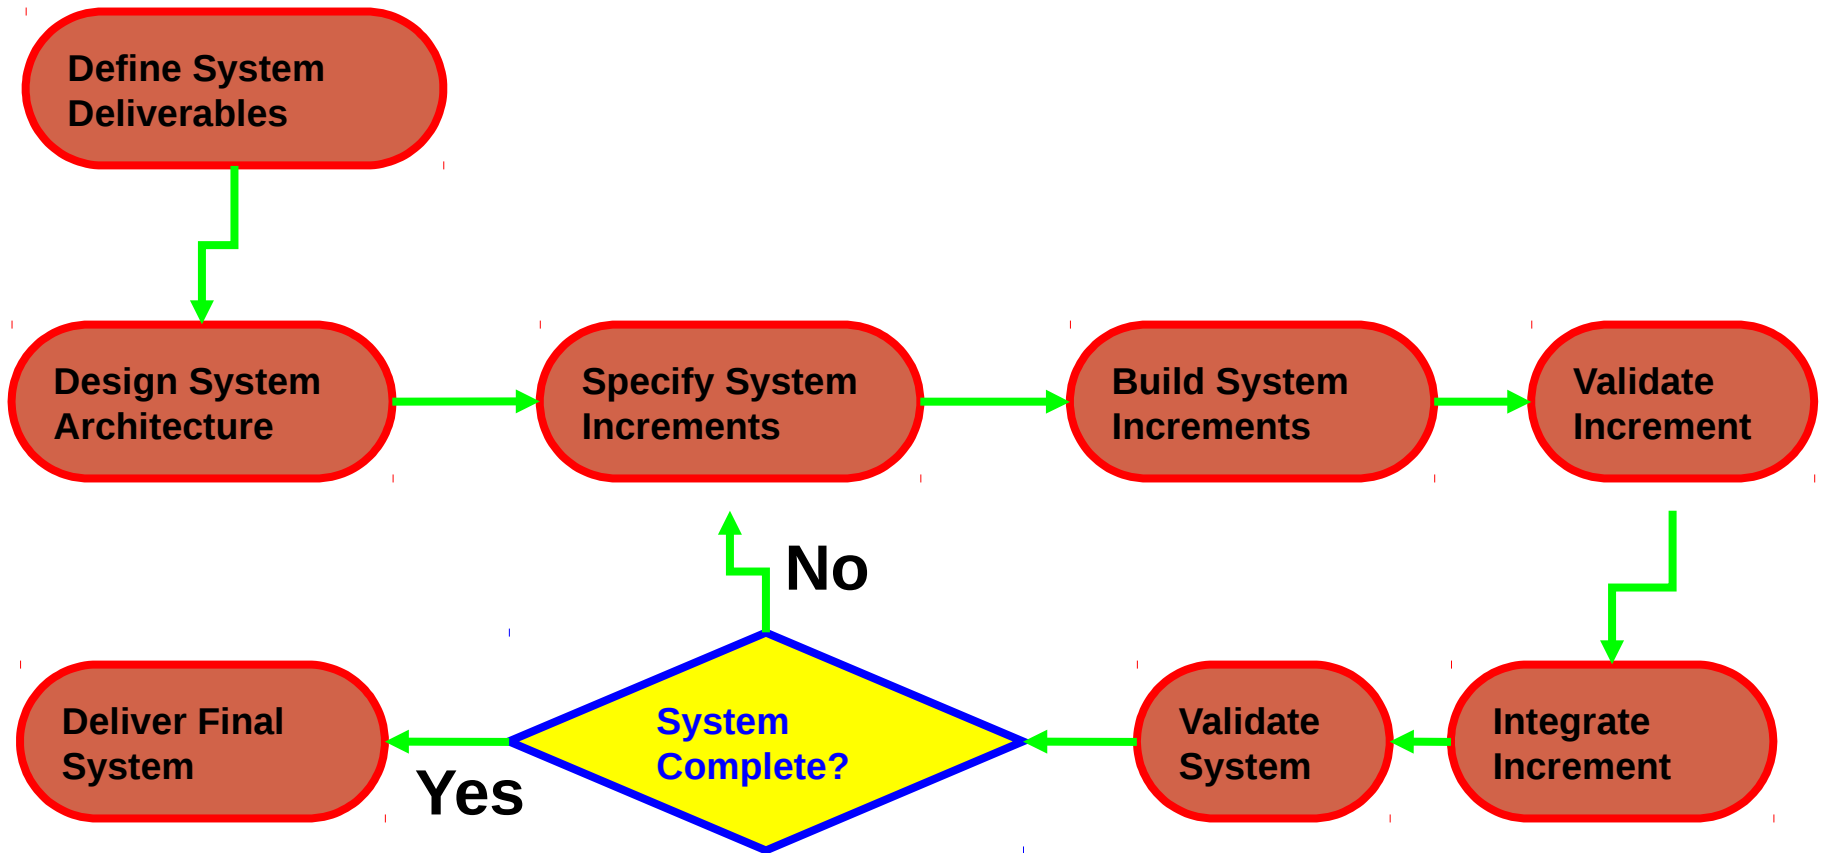 Define System
Deliverables
Design System
Architecture
Specify System
Increments
Build System
Increments
Validate
Increment
No
Deliver Final
System
Yes
System
Complete?
Validate
System
Integrate
Increment